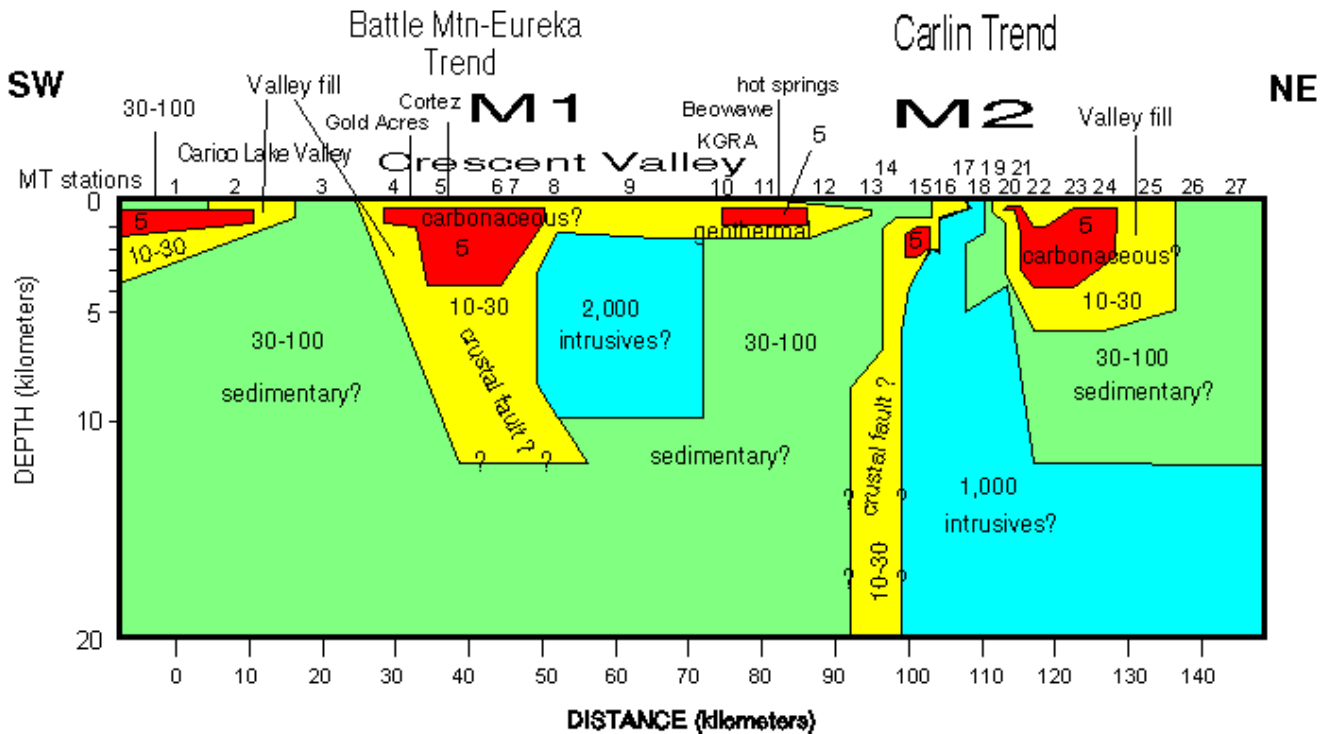 Battle Mtn-Eureka
Trend
Carlin Trend
SW
NE
Valley fill
hot springs
30-100
Cortez
M1
Beowawe
M2
Valley fill
Gold Acres
KGRA
5
Carico Lake Valley
Crescent Valley
MT stations
1 2 3 4 5 6 7 8 9 10 11 12 13 14 15 16 17 18 19 20 21 22 23 24 25 26 27
0
5
carbonaceous?
5
10-30
geothermal
5
5
carbonaceous?
5
10-30
2,000
10-30
30-100
intrusives?
30-100
30-100
sedimentary?
crustal fault ?
sedimentary?
10
? ?
sedimentary?
crustal fault ?
1,000
? ?
intrusives?
10-30
? ?
20
DEPTH (kilometers)
0 10 20 30 40 50 60 70 80 90 100 110 120 130 140
DISTANCE (kilometers)